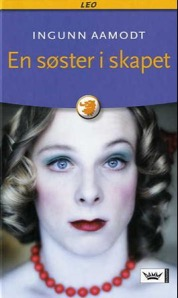 LEO
INGUNN AAMODT
En søster i skapet